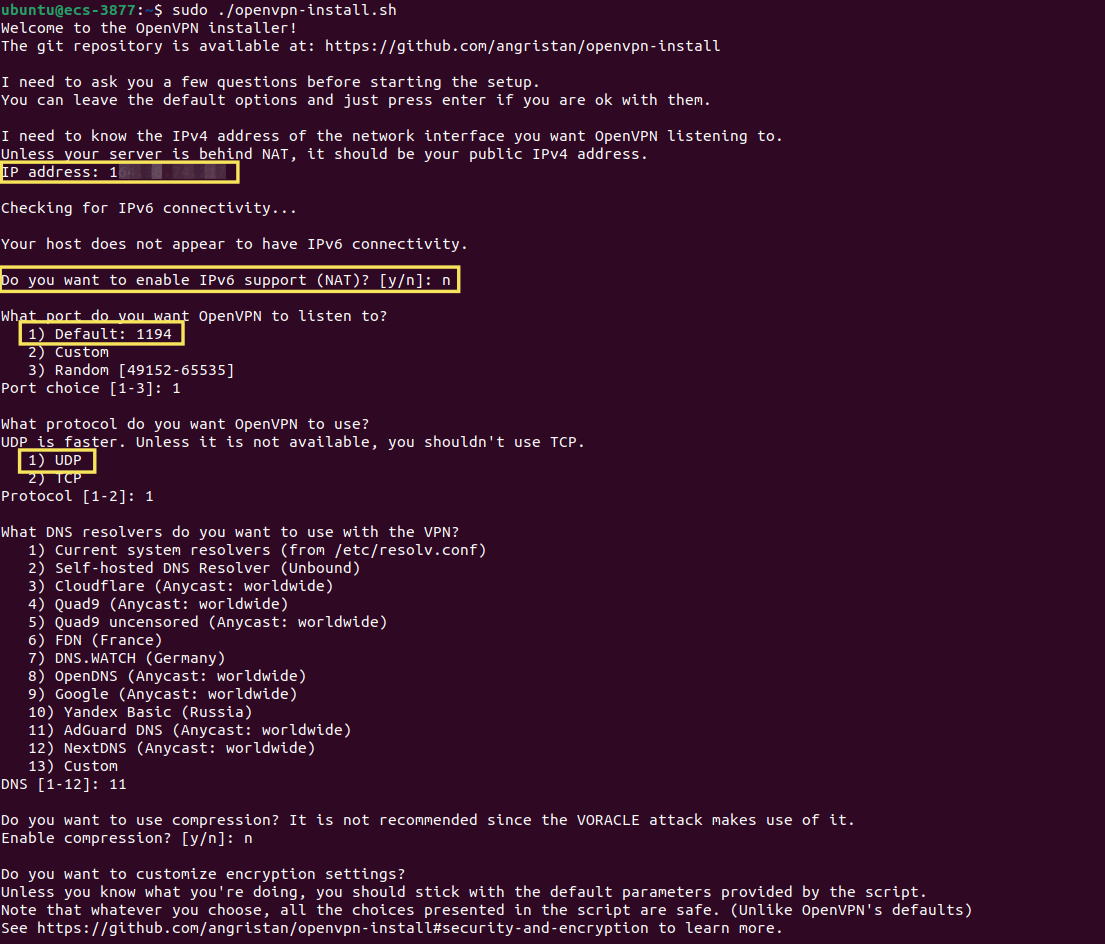 ubuntu@ecs-3877:~$ sudo ./openvpn-install.sh
Welcome to the OpenVPN installer!
The git repository is available at: https://github.com/angristan/openvpn-install
I need to ask you a few questions before starting the setup.
You can leave the default options and just press enter if you are ok with them.
I need to know the IPv4 address of the network interface you want OpenVPN listening to.
Unless your server is behind NAT, it should be your public IPv4 address.
IP address: 1
Checking for IPv6 connectivity...
Your host does not appear to have IPv6 connectivity.
Do you want to enable IPv6 support (NAT)? [y/n]: n
What port do you want OpenVPN to listen to?
1) Default: 1194
2) Custom
3) Random [49152-65535]
Port choice [1-3]: 1
What protocol do you want OpenVPN to use?
UDP is faster. Unless it is not available, you shouldn't use TCP.
1) UDP
2) TCP
Protocol [1-2]: 1
What DNS resolvers do you want to use with the VPN?
1) Current system resolvers (from /etc/resolv.conf)
2) Self-hosted DNS Resolver (Unbound)
3) Cloudflare (Anycast: worldwide)
4) Quad9 (Anycast: worldwide)
5) Quad9 uncensored (Anycast: worldwide)
6) FDN (France)
7) DNS.WATCH (Germany)
8) OpenDNS (Anycast: worldwide)
9) Google (Anycast: worldwide)
10) Yandex Basic (Russia)
11) AdGuard DNS (Anycast: worldwide)
12) NextDNS (Anycast: worldwide)
13) Custom
DNS [1-12]: 11
Do you want to use compression? It is not recommended since the VORACLE attack makes use of it.
Enable compression? [y/n]: n
Do you want to customize encryption settings?
Unless you know what you're doing, you should stick with the default parameters provided by the script.
Note that whatever you choose, all the choices presented in the script are safe. (Unlike OpenVPN's defaults)
See https://github.com/angristan/openvpn-install#security-and-encryption to learn more.